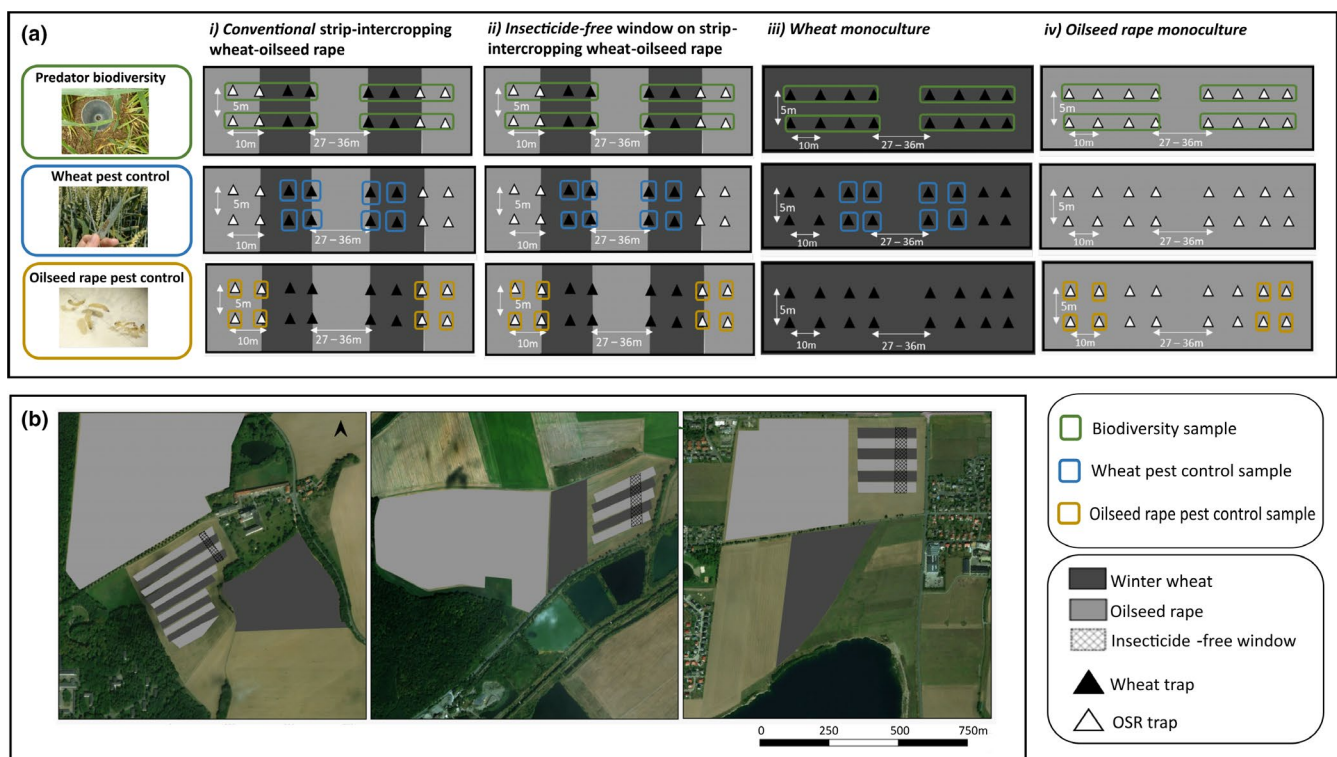 (a)
i) Conventional strip-intercropping
wheat-oilseed rape
ii) Insecticide-free window on strip-
intercropping wheat-oilseed rape
iii) Wheat monoculture
iv) Oilseed rape monoculture
Predator biodiversity
5m
10m
27 – 36m
5m
10m
27 – 36m
5m
10m
27 – 36m
5m
10m
27 – 36m
Wheat pest control
5m
10m
27 – 36m
5m
10m
27 – 36m
5m
10m
27 – 36m
5m
10m
27 – 36m
Oilseed rape pest control
5m
10m
27 – 36m
5m
10m
27 – 36m
5m
10m
27 – 36m
5m
10m
27 – 36m
(b)
0 250 500 750m
Biodiversity sample
Wheat pest control sample
Oilseed rape pest control sample
Winter wheat
Oilseed rape
Insecticide -free window
Wheat trap
OSR trap